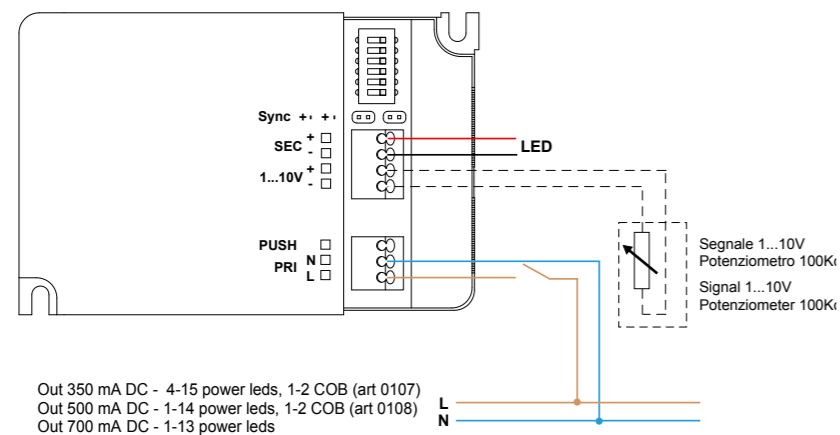 Sync + - + -
SEC + -
LED
1...10V + -
PUSH
PRI N L
Segnale 1...10V
Potenziometro 100K
Signal 1...10V
Potenziometer 100K
Out 350 mA DC - 4-15 power leds, 1-2 COB (art 0107)
Out 500 mA DC - 1-14 power leds, 1-2 COB (art 0108)
Out 700 mA DC - 1-13 power leds
L
N